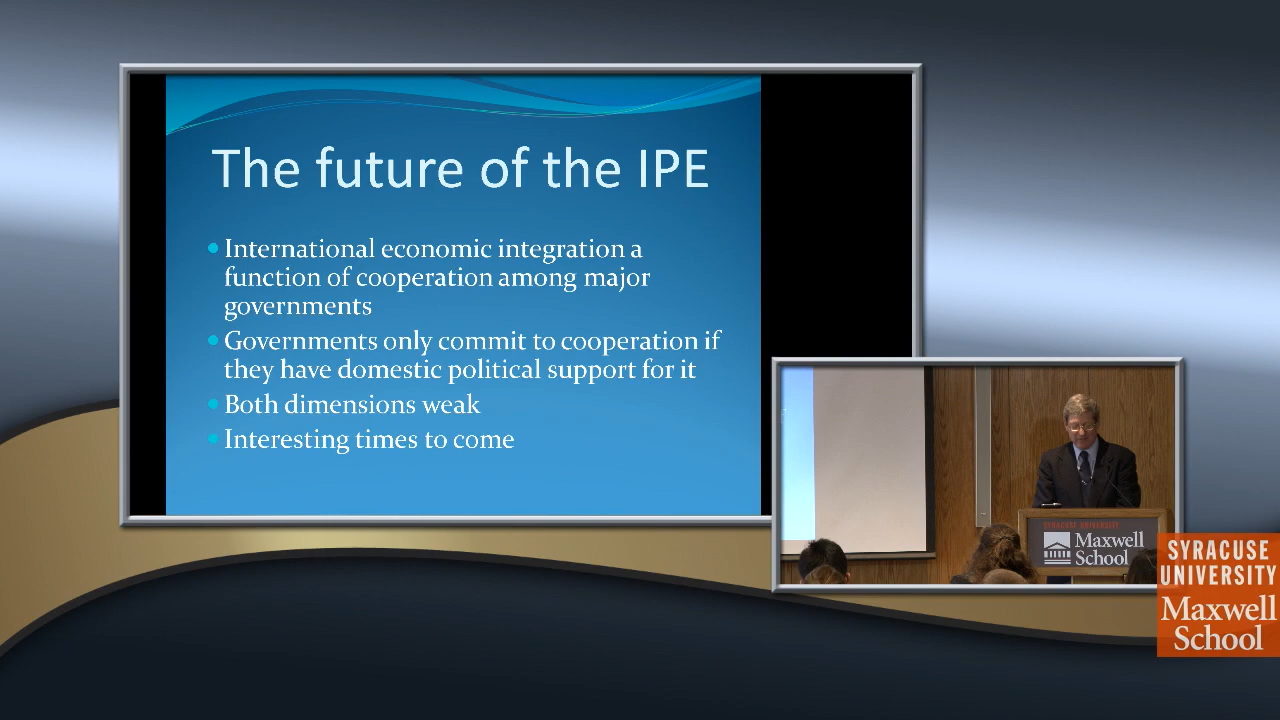 The future of the IPE
International economic integration a
function of cooperation among major
governments
Governments only commit to cooperation if
they have domestic political support for it
Both dimensions weak
Interesting times to come
SYRACUSE UNIVERSITY
Maxwell
School
SYRACUSE
UNIVERSITY
Maxwell
School